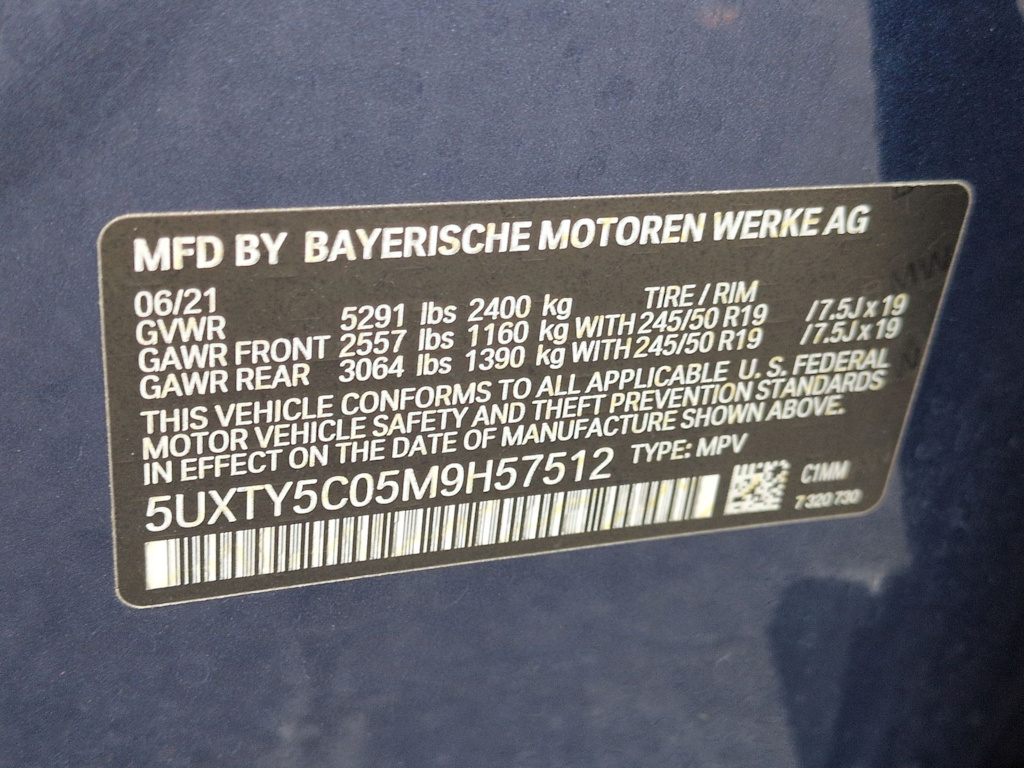 MFD BY BAYERISCHE MOTOREN WERKE AG
06/21 TIRE / RIM
GVWR 5291 lbs 2400 kg
GAWR FRONT 2557 lbs 1160 kg WITH 245/50 R19 /7.5J x 19
GAWR REAR 3064 lbs 1390 kg WITH 245/50 R19 /7.5J x 19
THIS VEHICLE CONFORMS TO ALL APPLICABLE U. S. FEDERAL
MOTOR VEHICLE SAFETY AND THEFT PREVENTION STANDARDS
IN EFFECT ON THE DATE OF MANUFACTURE SHOWN ABOVE.
5UXTY5C05M9H57512 TYPE: MPV
C1MM
7 320 730